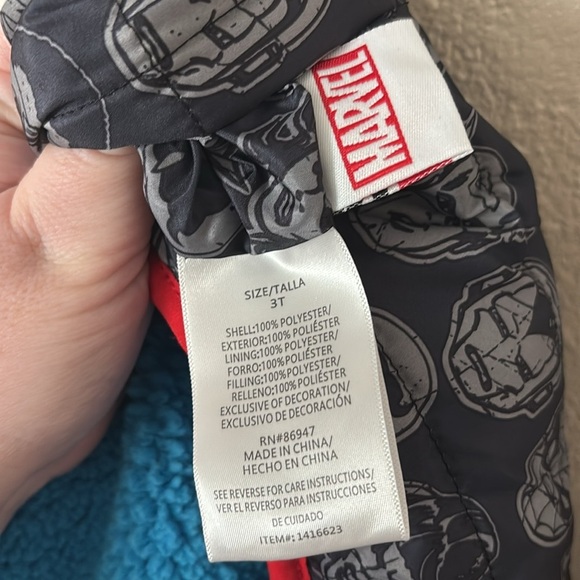 MARVEL
SIZE/TALLA
3T
SHELL:100% POLYESTER/
EXTERIOR:100% POLIÉSTER
LINING:100% POLYESTER/
FORRO:100% POLIÉSTER
FILLING:100% POLYESTER/
RELLENO:100% POLIÉSTER
EXCLUSIVE OF DECORATION/
EXCLUSIVO DE DECORACIÓN
RN#86947
MADE IN CHINA/
HECHO EN CHINA
SEE REVERSE FOR CARE INSTRUCTIONS/
VER EL REVERSO PARA INSTRUCCIONES
DE CUIDADO
ITEM#: 1416623